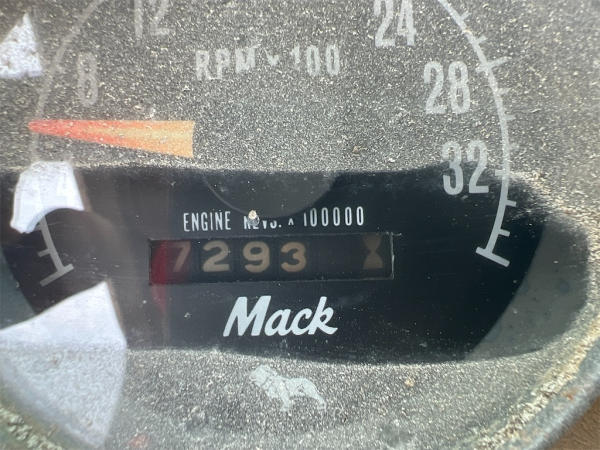 12
24
RPM × 100
8
28
32
ENGINE REVS. x 100000
7293
Mack